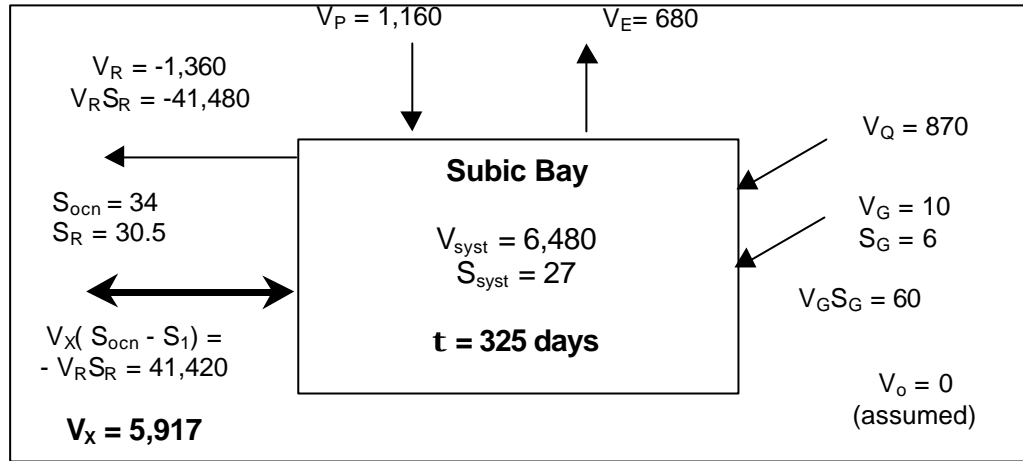 V_P = 1,160
V_E= 680
V_R = -1,360
V_RS_R = -41,480
V_Q = 870
Subic Bay
S_ocn = 34
S_R = 30.5
V_G = 10
S_G = 6
V_syst = 6,480
S_syst = 27
V_GS_G = 60
V_X( S_ocn - S_1) =
- V_RS_R = 41,420
t = 325 days
V_o = 0
(assumed)
V_X = 5,917